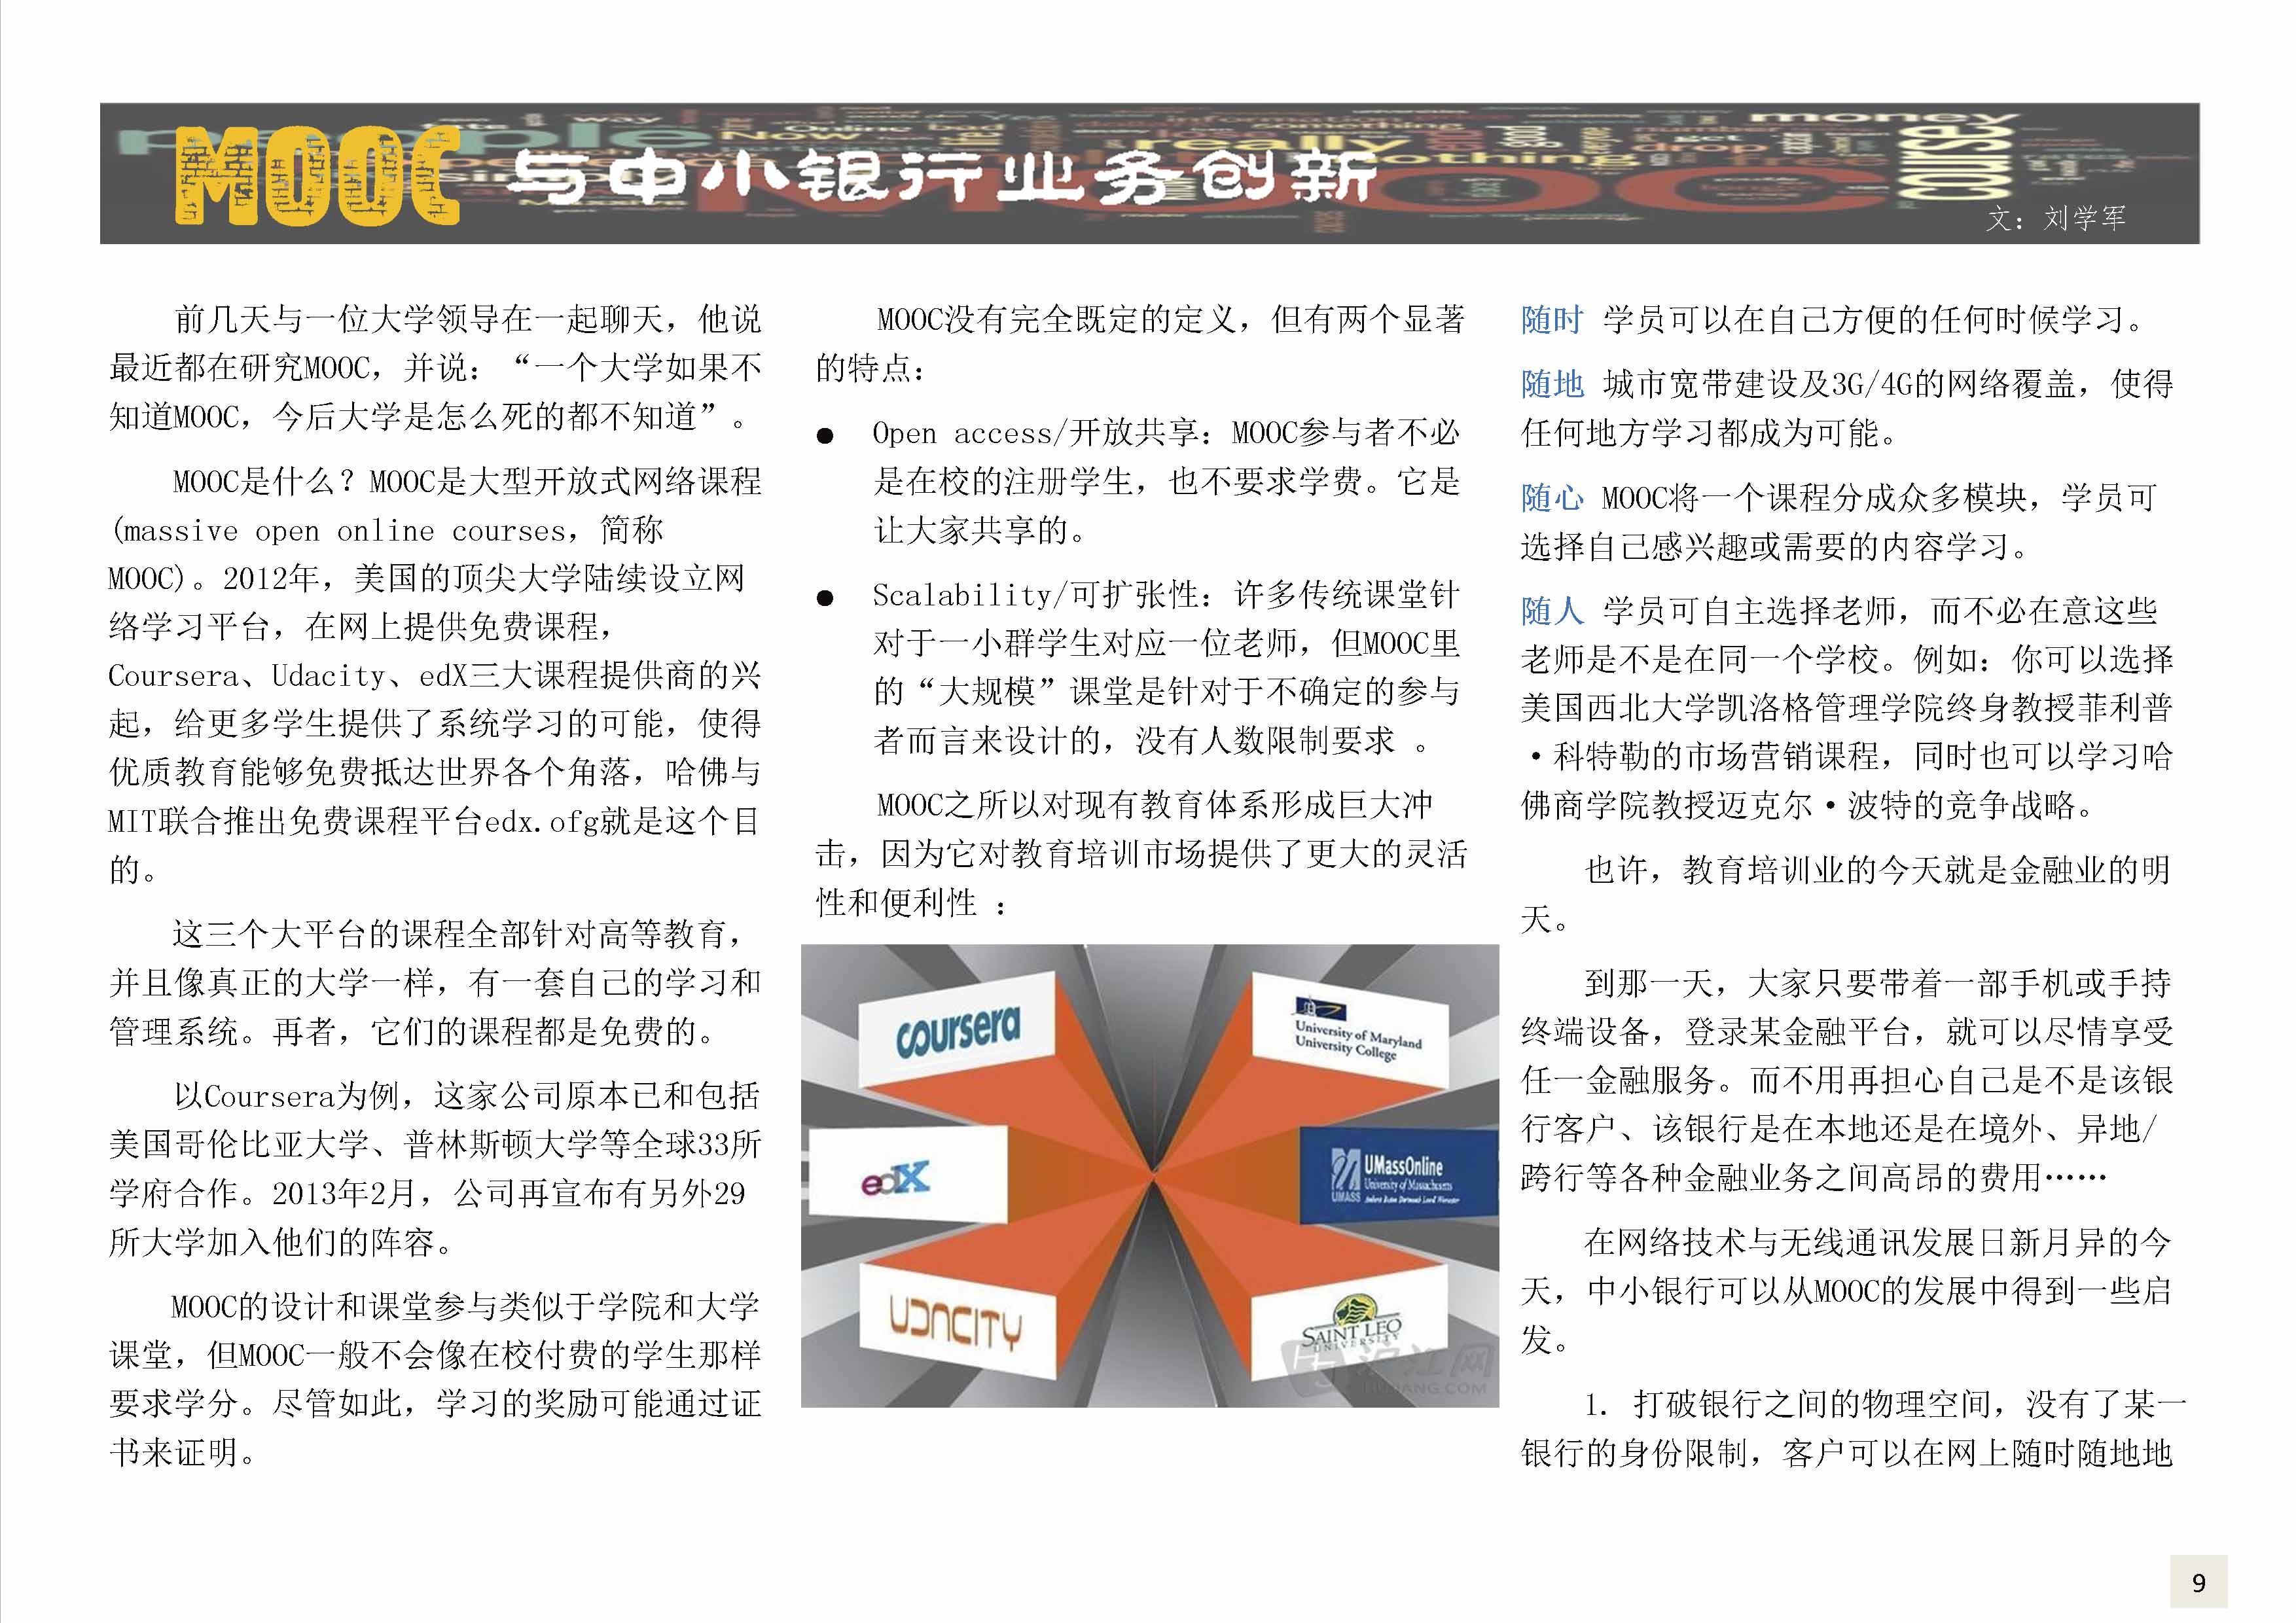 MOOC 与中小银行业务创新
文：刘学军
前几天与一位大学领导在一起聊天，他说
最近都在研究MOOC，并说：“一个大学如果不
知道MOOC，今后大学是怎么死的都不知道”。
MOOC是什么？MOOC是大型开放式网络课程
(massive open online courses，简称
MOOC)。2012年，美国的顶尖大学陆续设立网
络学习平台，在网上提供免费课程，
Coursera、Udacity、edX三大课程提供商的兴
起，给更多学生提供了系统学习的可能，使得
优质教育能够免费抵达世界各个角落，哈佛与
MIT联合推出免费课程平台edx.ofg就是这个目
的。
这三个大平台的课程全部针对高等教育，
并且像真正的大学一样，有一套自己的学习和
管理系统。再者，它们的课程都是免费的。
以Coursera为例，这家公司原本已和包括
美国哥伦比亚大学、普林斯顿大学等全球33所
学府合作。2013年2月，公司再宣布有另外29
所大学加入他们的阵容。
MOOC的设计和课堂参与类似于学院和大学
课堂，但MOOC一般不会像在校付费的学生那样
要求学分。尽管如此，学习的奖励可能通过证
书来证明。
MOOC没有完全既定的定义，但有两个显著
的特点：
● Open access/开放共享：MOOC参与者不必
是在校的注册学生，也不要求学费。它是
让大家共享的。
● Scalability/可扩张性：许多传统课堂针
对于一小群学生对应一位老师，但MOOC里
的“大规模”课堂是针对于不确定的参与
者而言来设计的，没有人数限制要求 。
MOOC之所以对现有教育体系形成巨大冲
击，因为它对教育培训市场提供了更大的灵活
性和便利性 ：
coursera
University of Maryland
University College
edX
UMassOnline
University of Massachusetts
UMASS
UDACITY
SAINT LEO
UNIVERSITY
沪江网
HUJIANG.COM
随时 学员可以在自己方便的任何时候学习。
随地 城市宽带建设及3G/4G的网络覆盖，使得
任何地方学习都成为可能。
随心 MOOC将一个课程分成众多模块，学员可
选择自己感兴趣或需要的内容学习。
随人 学员可自主选择老师，而不必在意这些
老师是不是在同一个学校。例如：你可以选择
美国西北大学凯洛格管理学院终身教授菲利普
·科特勒的市场营销课程，同时也可以学习哈
佛商学院教授迈克尔·波特的竞争战略。
也许，教育培训业的今天就是金融业的明
天。
到那一天，大家只要带着一部手机或手持
终端设备，登录某金融平台，就可以尽情享受
任一金融服务。而不用再担心自己是不是该银
行客户、该银行是在本地还是在境外、异地/
跨行等各种金融业务之间高昂的费用……
在网络技术与无线通讯发展日新月异的今
天，中小银行可以从MOOC的发展中得到一些启
发。
1. 打破银行之间的物理空间，没有了某一
银行的身份限制，客户可以在网上随时随地地
9